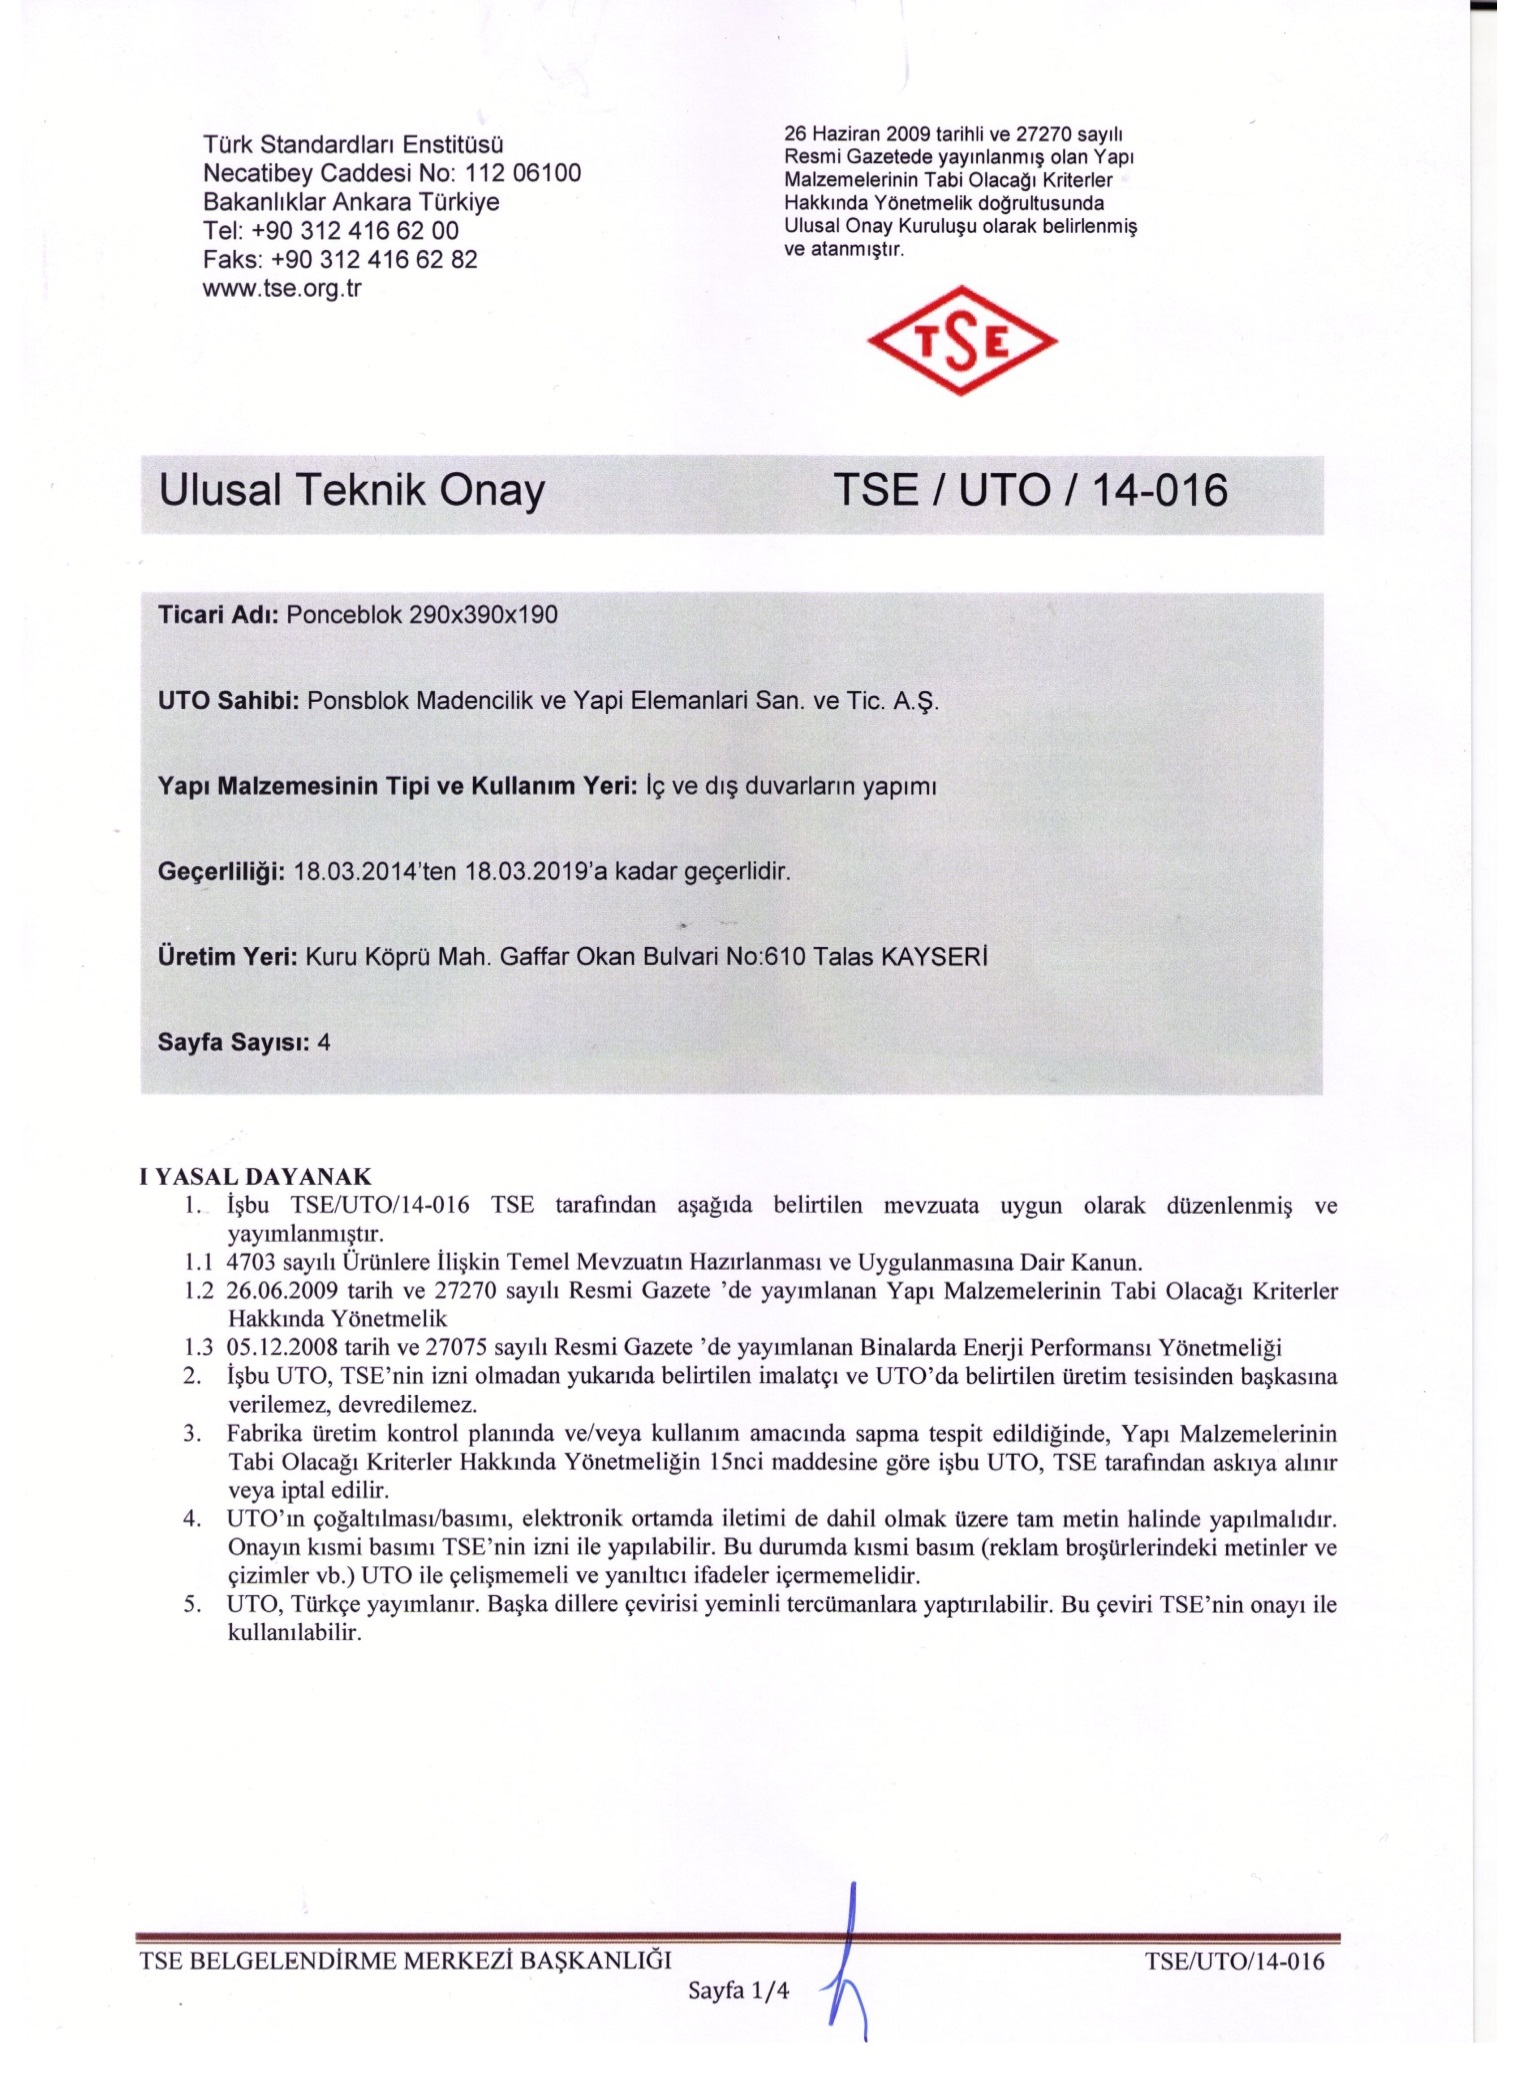 Türk Standardları Enstitüsü
Necatibey Caddesi No: 112 06100
Bakanlıklar Ankara Türkiye
Tel: +90 312 416 62 00
Faks: +90 312 416 62 82
www.tse.org.tr
26 Haziran 2009 tarihli ve 27270 sayılı
Resmi Gazetede yayınlanmış olan Yapı
Malzemelerinin Tabi Olacağı Kriterler
Hakkında Yönetmelik doğrultusunda
Ulusal Onay Kuruluşu olarak belirlenmiş
ve atanmıştır.
TSE
Ulusal Teknik Onay TSE / UTO / 14-016
Ticari Adı: Ponceblok 290x390x190
UTO Sahibi: Ponsblok Madencilik ve Yapi Elemanlari San. ve Tic. A.Ş.
Yapı Malzemesinin Tipi ve Kullanım Yeri: İç ve dış duvarların yapımı
Geçerliliği: 18.03.2014'ten 18.03.2019'a kadar geçerlidir.
Üretim Yeri: Kuru Köprü Mah. Gaffar Okan Bulvari No:610 Talas KAYSERİ
Sayfa Sayısı: 4
I YASAL DAYANAK
1. İşbu TSE/UTO/14-016 TSE tarafından aşağıda belirtilen mevzuata uygun olarak düzenlenmiş ve
yayımlanmıştır.
1.1 4703 sayılı Ürünlere İlişkin Temel Mevzuatın Hazırlanması ve Uygulanmasına Dair Kanun.
1.2 26.06.2009 tarih ve 27270 sayılı Resmi Gazete 'de yayımlanan Yapı Malzemelerinin Tabi Olacağı Kriterler
Hakkında Yönetmelik
1.3 05.12.2008 tarih ve 27075 sayılı Resmi Gazete 'de yayımlanan Binalarda Enerji Performansı Yönetmeliği
2. İşbu UTO, TSE'nin izni olmadan yukarıda belirtilen imalatçı ve UTO'da belirtilen üretim tesisinden başkasına
verilemez, devredilemez.
3. Fabrika üretim kontrol planında ve/veya kullanım amacında sapma tespit edildiğinde, Yapı Malzemelerinin
Tabi Olacağı Kriterler Hakkında Yönetmeliğin 15nci maddesine göre işbu UTO, TSE tarafından askıya alınır
veya iptal edilir.
4. UTO'ın çoğaltılması/basımı, elektronik ortamda iletimi de dahil olmak üzere tam metin halinde yapılmalıdır.
Onayın kısmi basımı TSE'nin izni ile yapılabilir. Bu durumda kısmi basım (reklam broşürlerindeki metinler ve
çizimler vb.) UTO ile çelişmemeli ve yanıltıcı ifadeler içermemelidir.
5. UTO, Türkçe yayımlanır. Başka dillere çevirisi yeminli tercümanlara yaptırılabilir. Bu çeviri TSE'nin onayı ile
kullanılabilir.
TSE BELGELENDİRME MERKEZİ BAŞKANLIĞI TSE/UTO/14-016
Sayfa 1/4